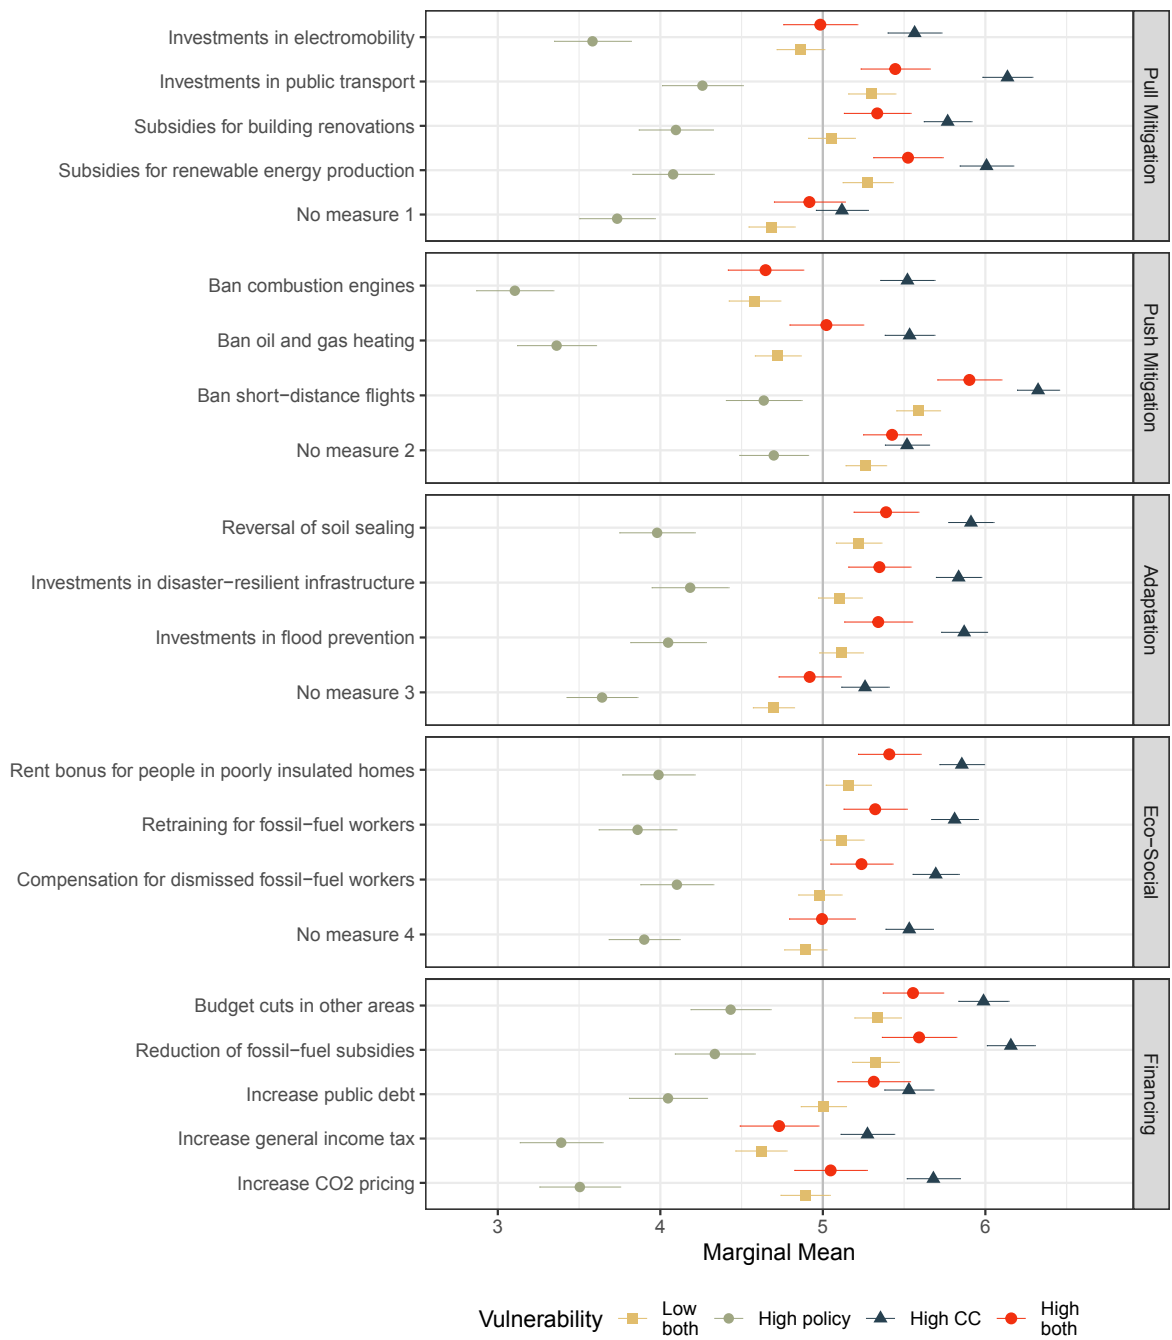 Investments in electromobility
Investments in public transport
Subsidies for building renovations
Subsidies for renewable energy production
No measure 1
Pull Mitigation
Ban combustion engines
Ban oil and gas heating
Ban short−distance flights
No measure 2
Push Mitigation
Reversal of soil sealing
Investments in disaster−resilient infrastructure
Investments in flood prevention
No measure 3
Adaptation
Rent bonus for people in poorly insulated homes
Retraining for fossil−fuel workers
Compensation for dismissed fossil−fuel workers
No measure 4
Eco−Social
Budget cuts in other areas
Reduction of fossil−fuel subsidies
Increase public debt
Increase general income tax
Increase CO2 pricing
Financing
3 4 5 6
Marginal Mean
Vulnerability
Low
both
High policy
High CC
High
both